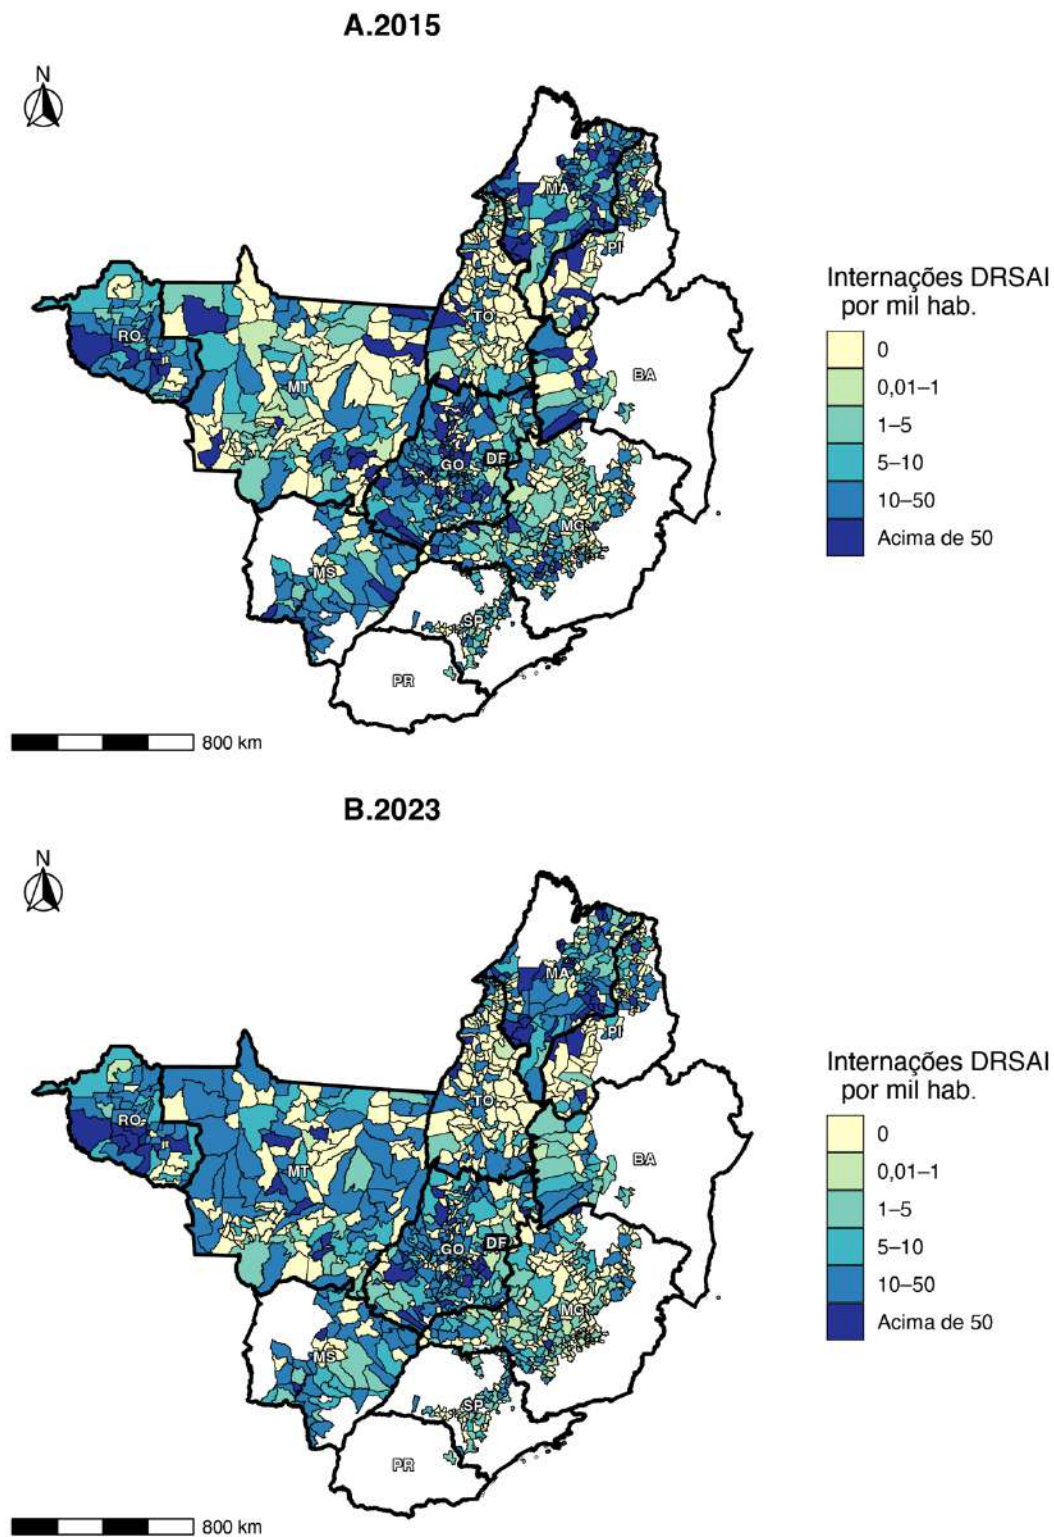 A.2015
N
MA
PI
Internações DRSAI
por mil hab.
0
0,01–1
1–5
5–10
10–50
Acima de 50
RO
TO
MT
BA
GO
DF
MG
MS
SP
PR
800 km
B.2023
N
MA
PI
Internações DRSAI
por mil hab.
0
0,01–1
1–5
5–10
10–50
Acima de 50
RO
TO
MT
BA
GO
DF
MG
MS
SP
PR
800 km